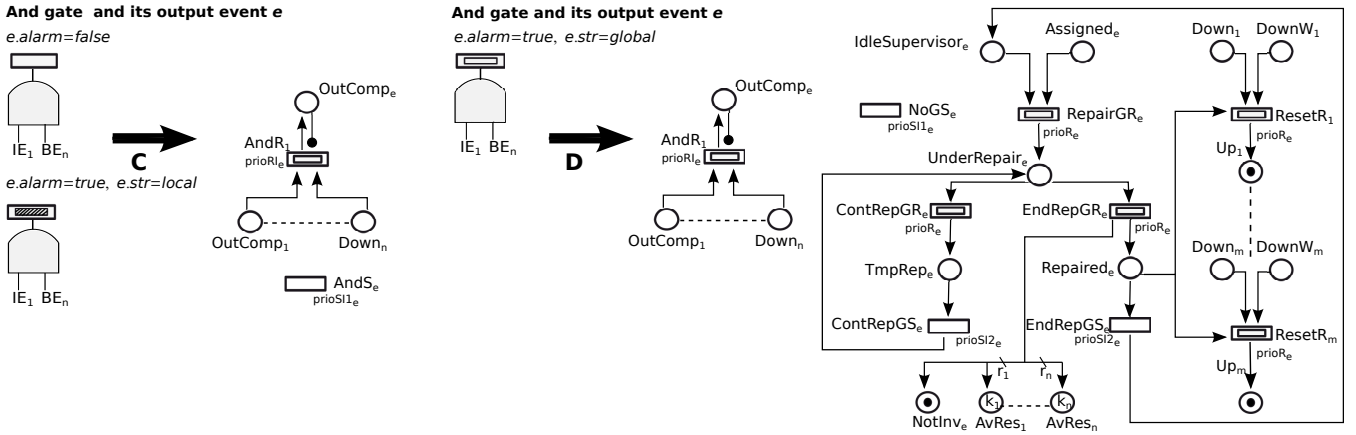 And gate and its output event e
e.alarm=false
IE1 BEn
C
e.alarm=true, e.str=local
IE1 BEn
OutCompe
AndR1
prioRIe
OutComp1
Downn
AndSe
prioSI1e
And gate and its output event e
e.alarm=true, e.str=global
IE1 BEn
D
OutCompe
AndR1
prioRIe
OutComp1
Downn
IdleSupervisore
Assignede
NoGSe
prioSI1e
RepairGRe
prioRe
UnderRepaire
ContRepGRe
prioRe
EndRepGRe
prioRe
TmpRepe
Repairede
ContRepGSe
prioSI2e
EndRepGSe
prioSI2e
r1
rn
k1
kn
NotInve
AvRes1
AvResn
Down1
DownW1
ResetR1
prioRe
Up1
Downm
DownWm
ResetRm
prioRe
Upm